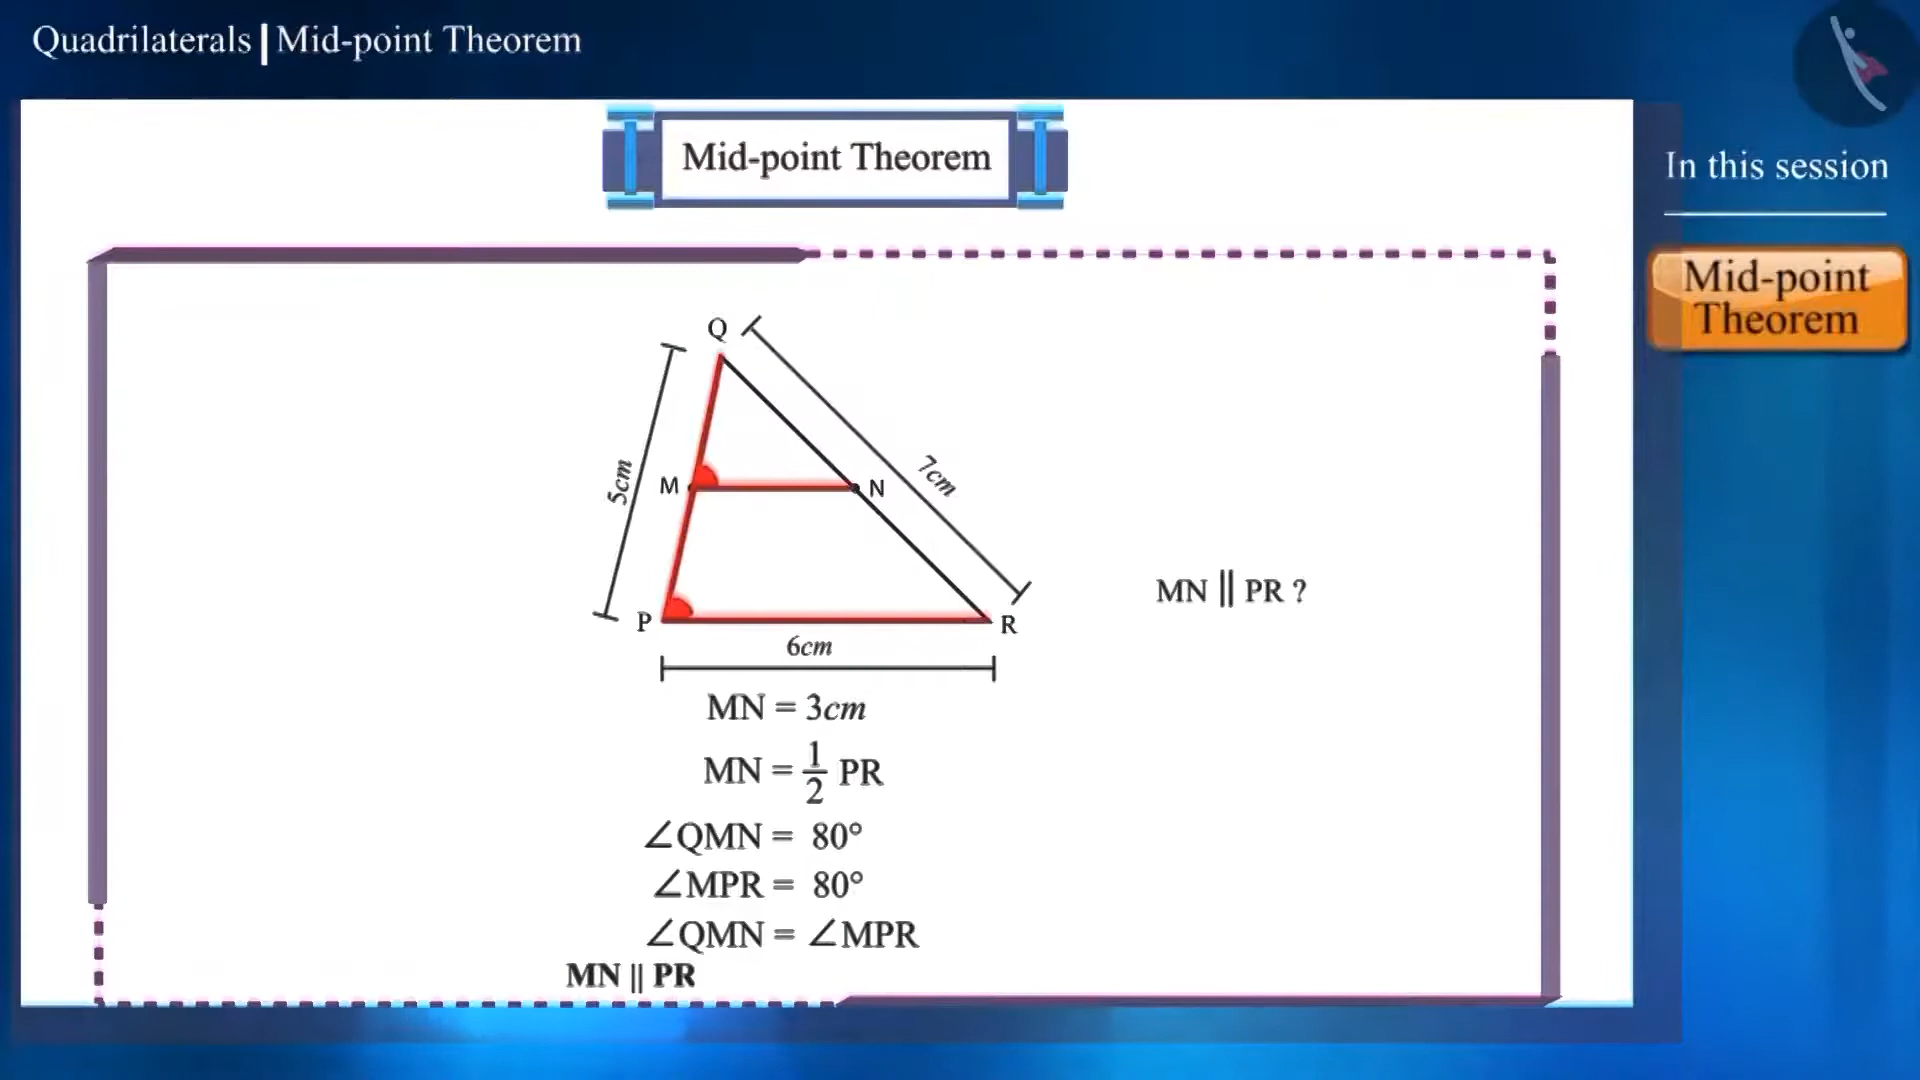 Quadrilaterals | Mid-point Theorem
Mid-point Theorem
In this session
Mid-point
Theorem
Q
5cm
7cm
M
N
P
R
6cm
MN || PR ?
MN = 3cm
MN = 1/2 PR
∠QMN = 80°
∠MPR = 80°
∠QMN = ∠MPR
MN || PR